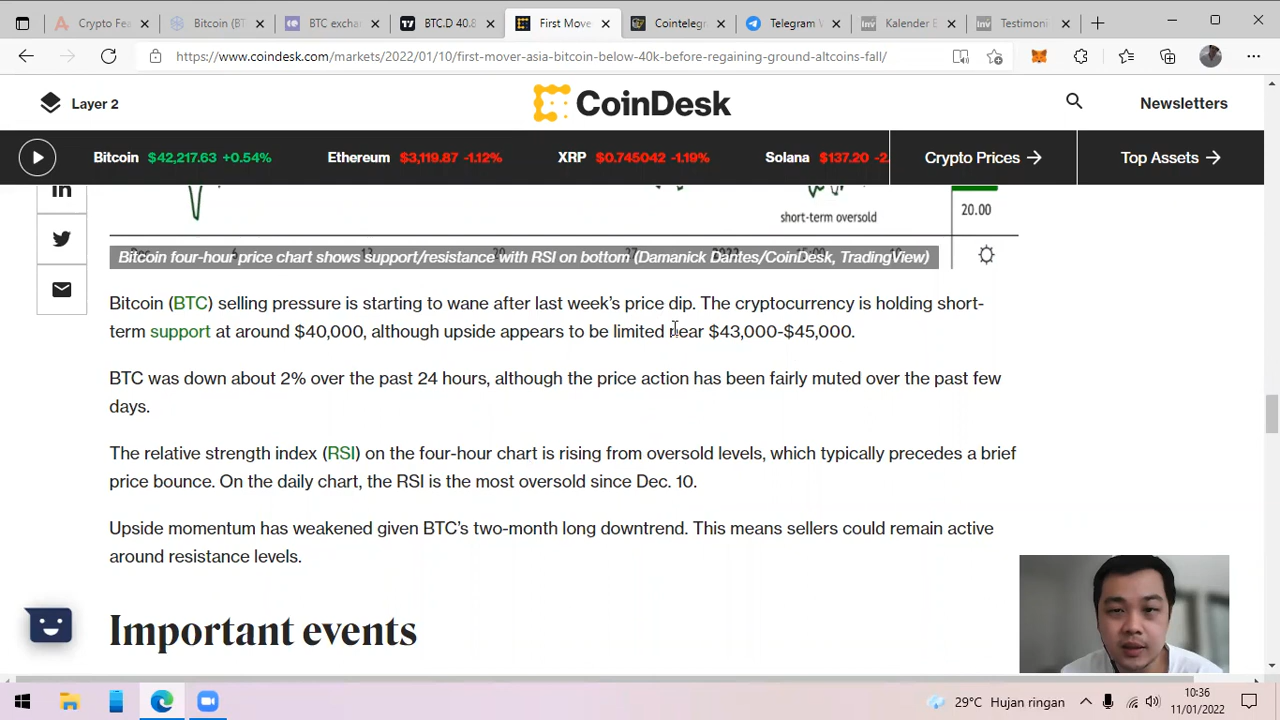 Crypto Fea
Bitcoin (BT
BTC exchan
BTC.D 40.8
First Mover
Cointelegra
Telegram W
Kalender E
Testimoni
https://www.coindesk.com/markets/2022/01/10/first-mover-asia-bitcoin-below-40k-before-regaining-ground-altcoins-fall/
Layer 2
CoinDesk
Newsletters
Bitcoin $42,217.63 +0.54%
Ethereum $3,119.87 -1.12%
XRP $0.745042 -1.19%
Solana $137.20 -2.
Crypto Prices →
Top Assets →
short-term oversold
20.00
Bitcoin four-hour price chart shows support/resistance with RSI on bottom (Damanick Dantes/CoinDesk, TradingView)
Bitcoin (BTC) selling pressure is starting to wane after last week's price dip. The cryptocurrency is holding short-
term support at around $40,000, although upside appears to be limited near $43,000-$45,000.
BTC was down about 2% over the past 24 hours, although the price action has been fairly muted over the past few
days.
The relative strength index (RSI) on the four-hour chart is rising from oversold levels, which typically precedes a brief
price bounce. On the daily chart, the RSI is the most oversold since Dec. 10.
Upside momentum has weakened given BTC's two-month long downtrend. This means sellers could remain active
around resistance levels.
Important events
29°C Hujan ringan
10:36
11/01/2022